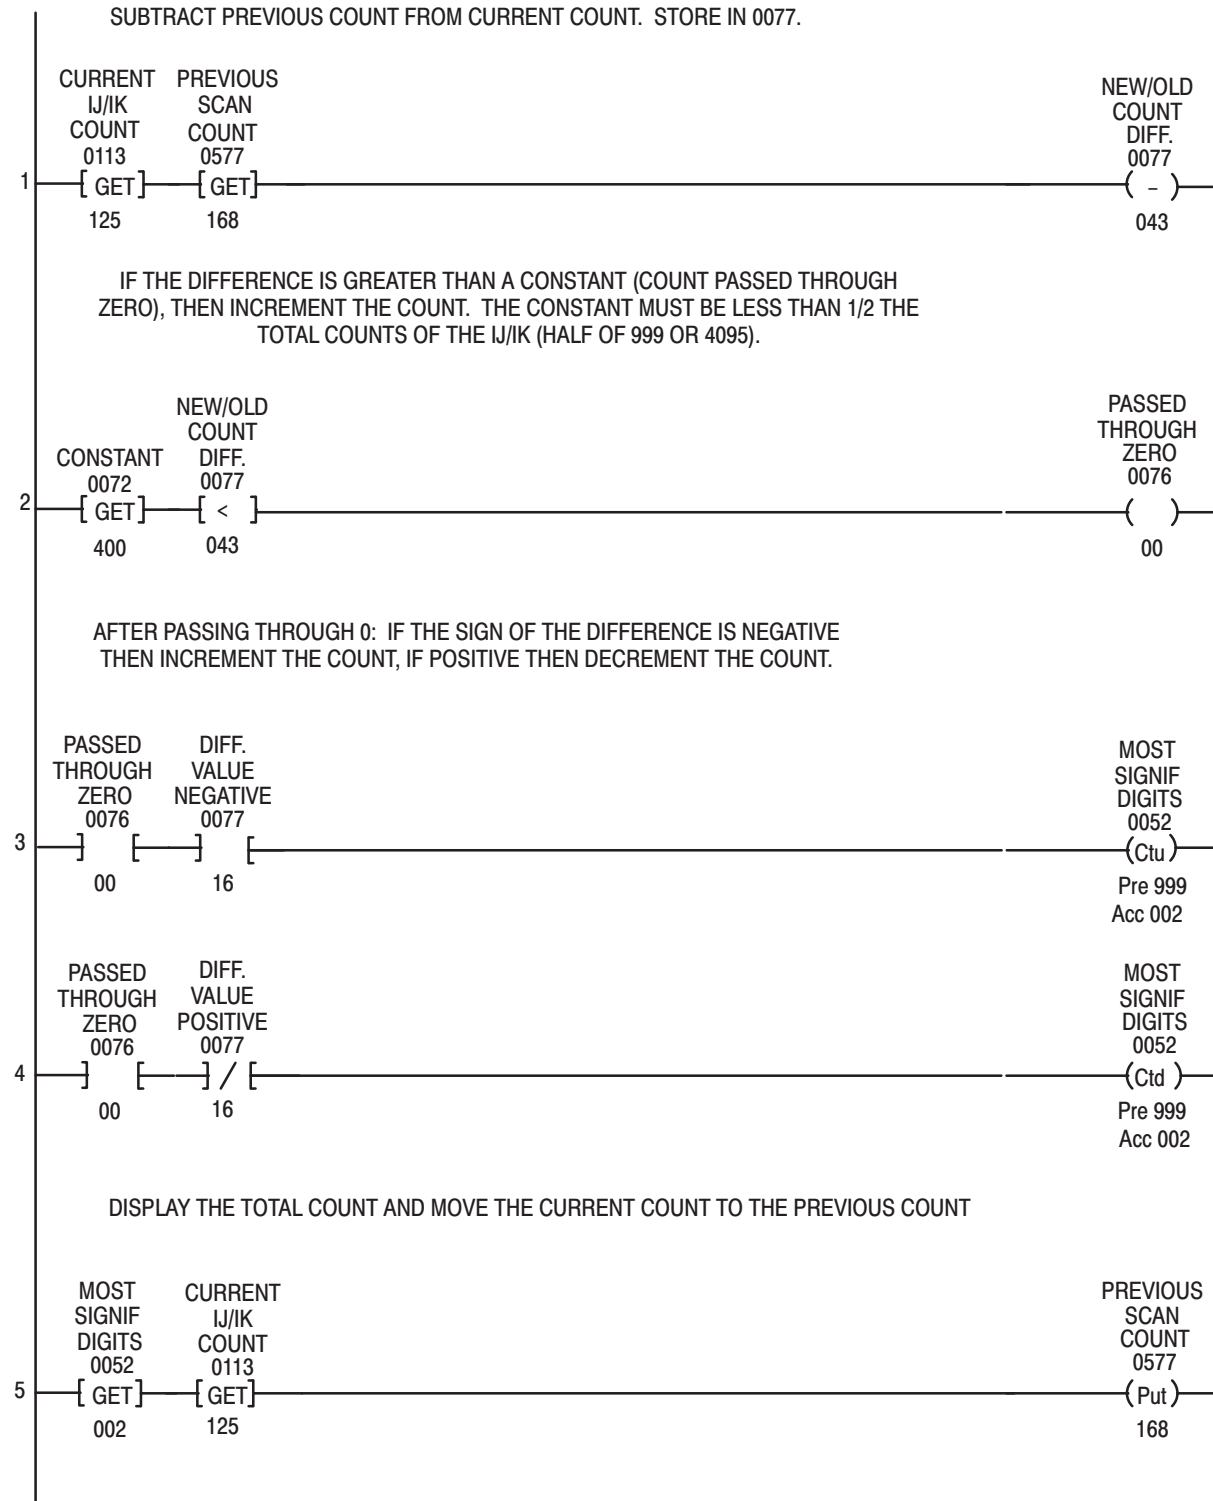 SUBTRACT PREVIOUS COUNT FROM CURRENT COUNT. STORE IN 0077.
CURRENT
IJ/IK
COUNT
0113
PREVIOUS
SCAN
COUNT
0577
NEW/OLD
COUNT
DIFF.
0077
1
[ GET ]
[ GET ]
( - )
125
168
043
IF THE DIFFERENCE IS GREATER THAN A CONSTANT (COUNT PASSED THROUGH
ZERO), THEN INCREMENT THE COUNT. THE CONSTANT MUST BE LESS THAN 1/2 THE
TOTAL COUNTS OF THE IJ/IK (HALF OF 999 OR 4095).
CONSTANT
0072
NEW/OLD
COUNT
DIFF.
0077
PASSED
THROUGH
ZERO
0076
2
[ GET ]
[ < ]
( )
400
043
00
AFTER PASSING THROUGH 0: IF THE SIGN OF THE DIFFERENCE IS NEGATIVE
THEN INCREMENT THE COUNT, IF POSITIVE THEN DECREMENT THE COUNT.
PASSED
THROUGH
ZERO
0076
DIFF.
VALUE
NEGATIVE
0077
MOST
SIGNIF
DIGITS
0052
3
] [
] [
(Ctu)
00
16
Pre 999
Acc 002
PASSED
THROUGH
ZERO
0076
DIFF.
VALUE
POSITIVE
0077
MOST
SIGNIF
DIGITS
0052
4
] [
] / [
(Ctd )
00
16
Pre 999
Acc 002
DISPLAY THE TOTAL COUNT AND MOVE THE CURRENT COUNT TO THE PREVIOUS COUNT
MOST
SIGNIF
DIGITS
0052
CURRENT
IJ/IK
COUNT
0113
PREVIOUS
SCAN
COUNT
0577
5
[ GET ]
[ GET ]
( Put )
002
125
168